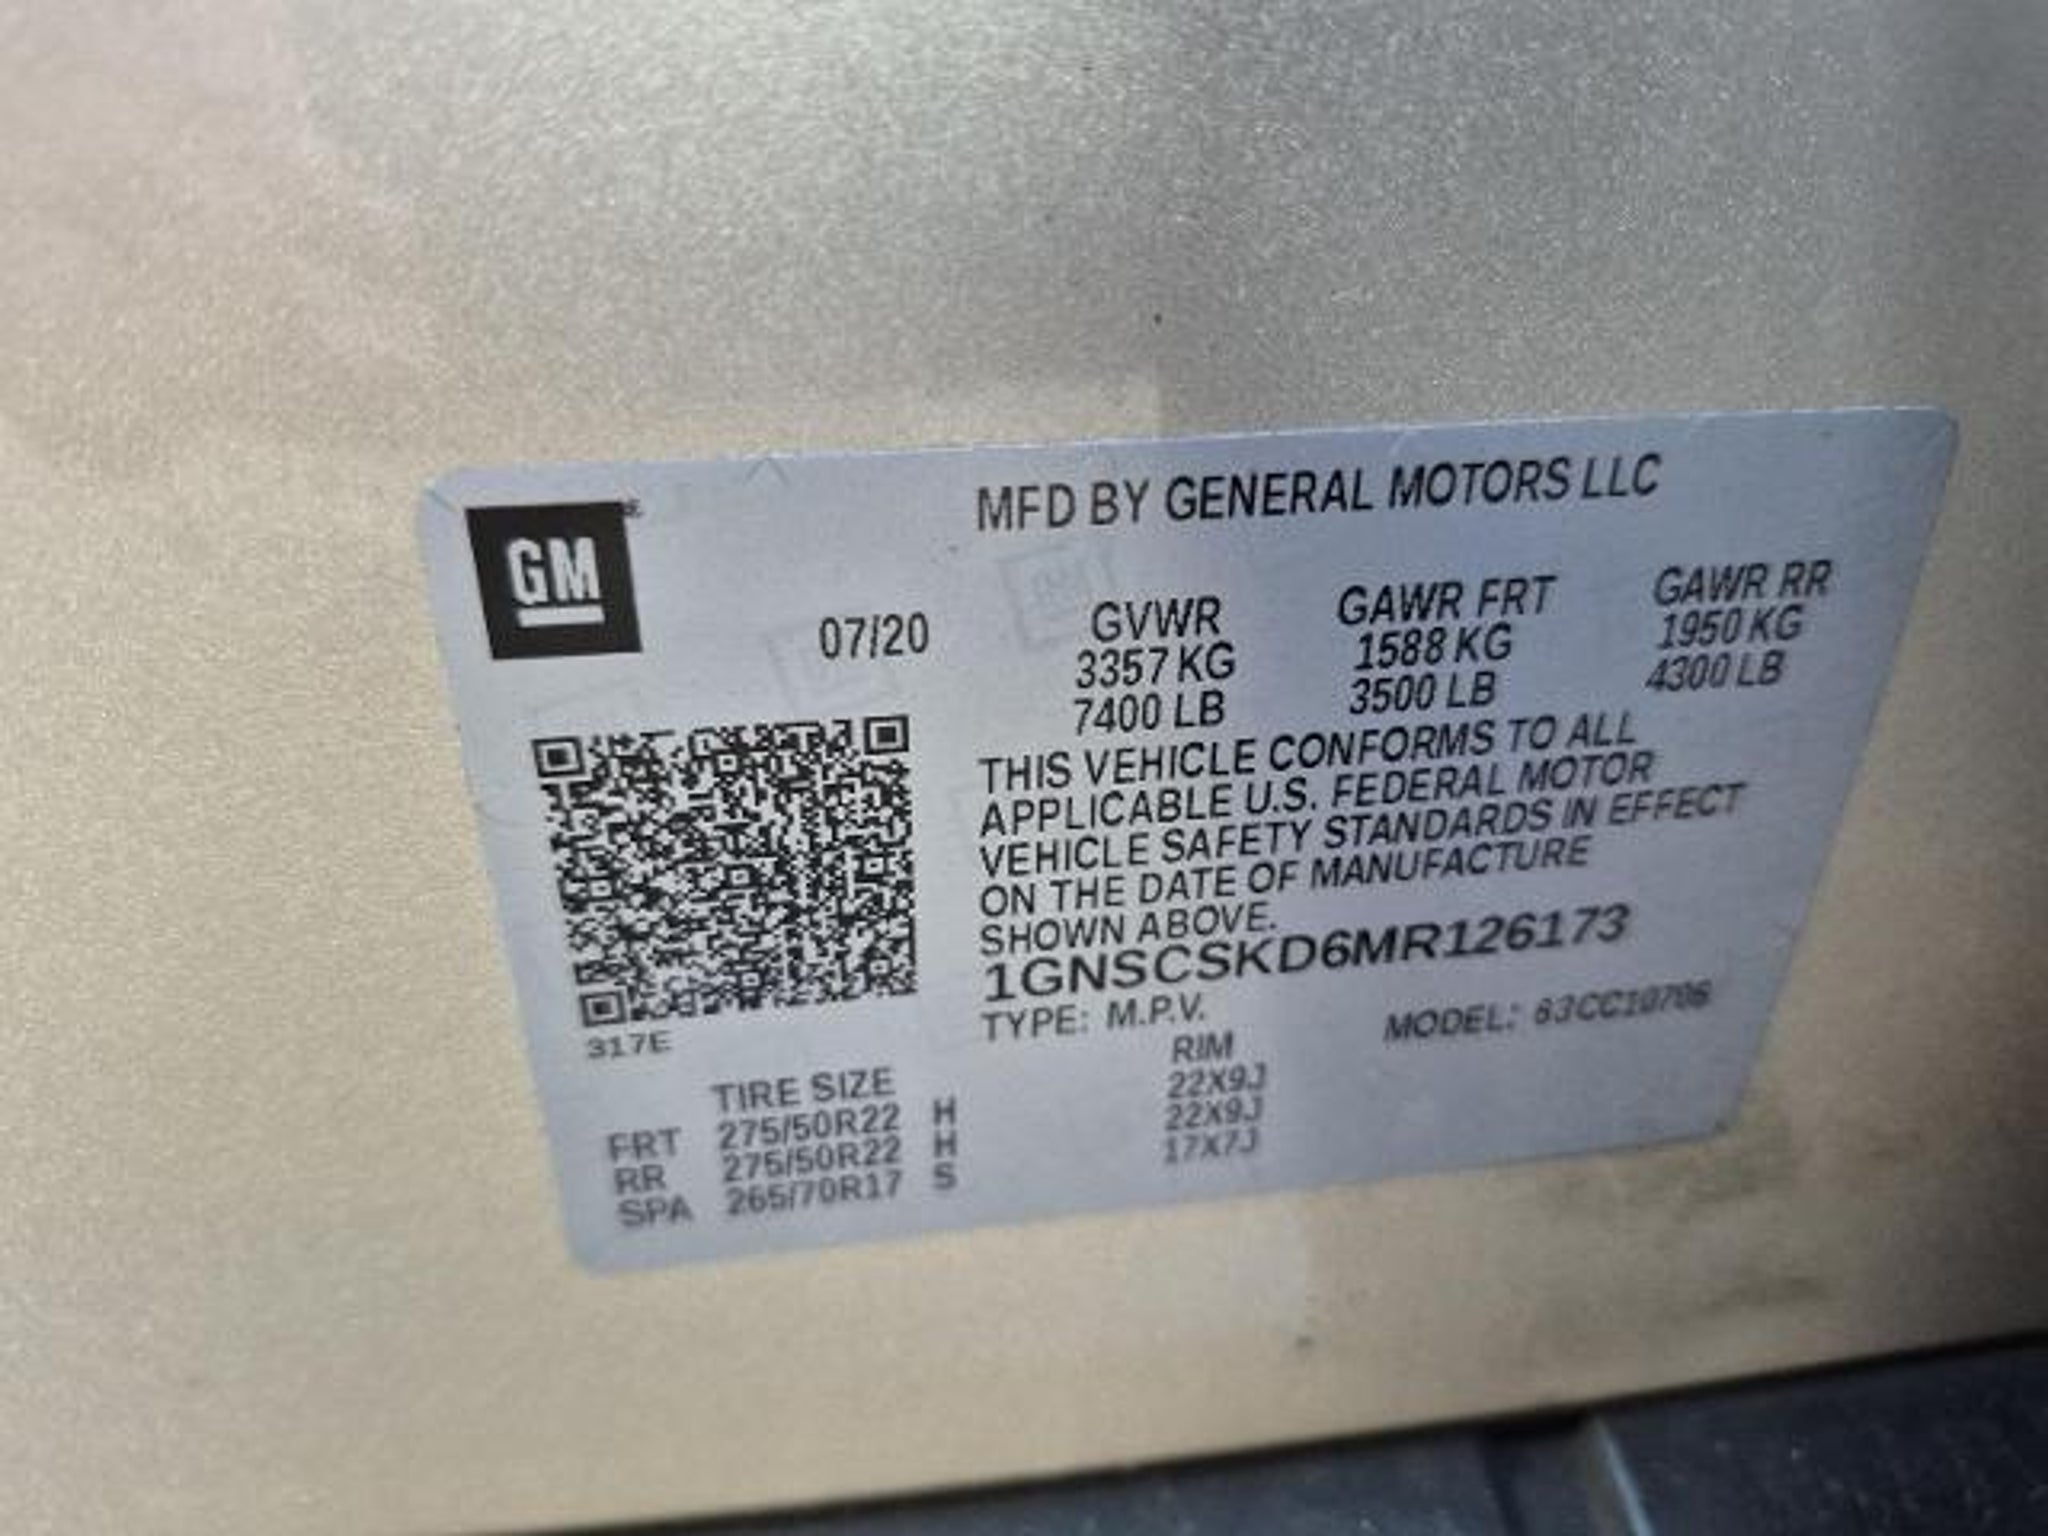 MFD BY GENERAL MOTORS LLC
GM
07/20
GVWR GAWR FRT GAWR RR
3357 KG 1588 KG 1950 KG
7400 LB 3500 LB 4300 LB
THIS VEHICLE CONFORMS TO ALL
APPLICABLE U.S. FEDERAL MOTOR
VEHICLE SAFETY STANDARDS IN EFFECT
ON THE DATE OF MANUFACTURE
SHOWN ABOVE.
1GNSCSKD6MR126173
TYPE: M.P.V. MODEL: 83CC10706
317E
TIRE SIZE RIM
FRT 275/50R22 H 22X9J
RR 275/50R22 H 22X9J
SPA 265/70R17 S 17X7J